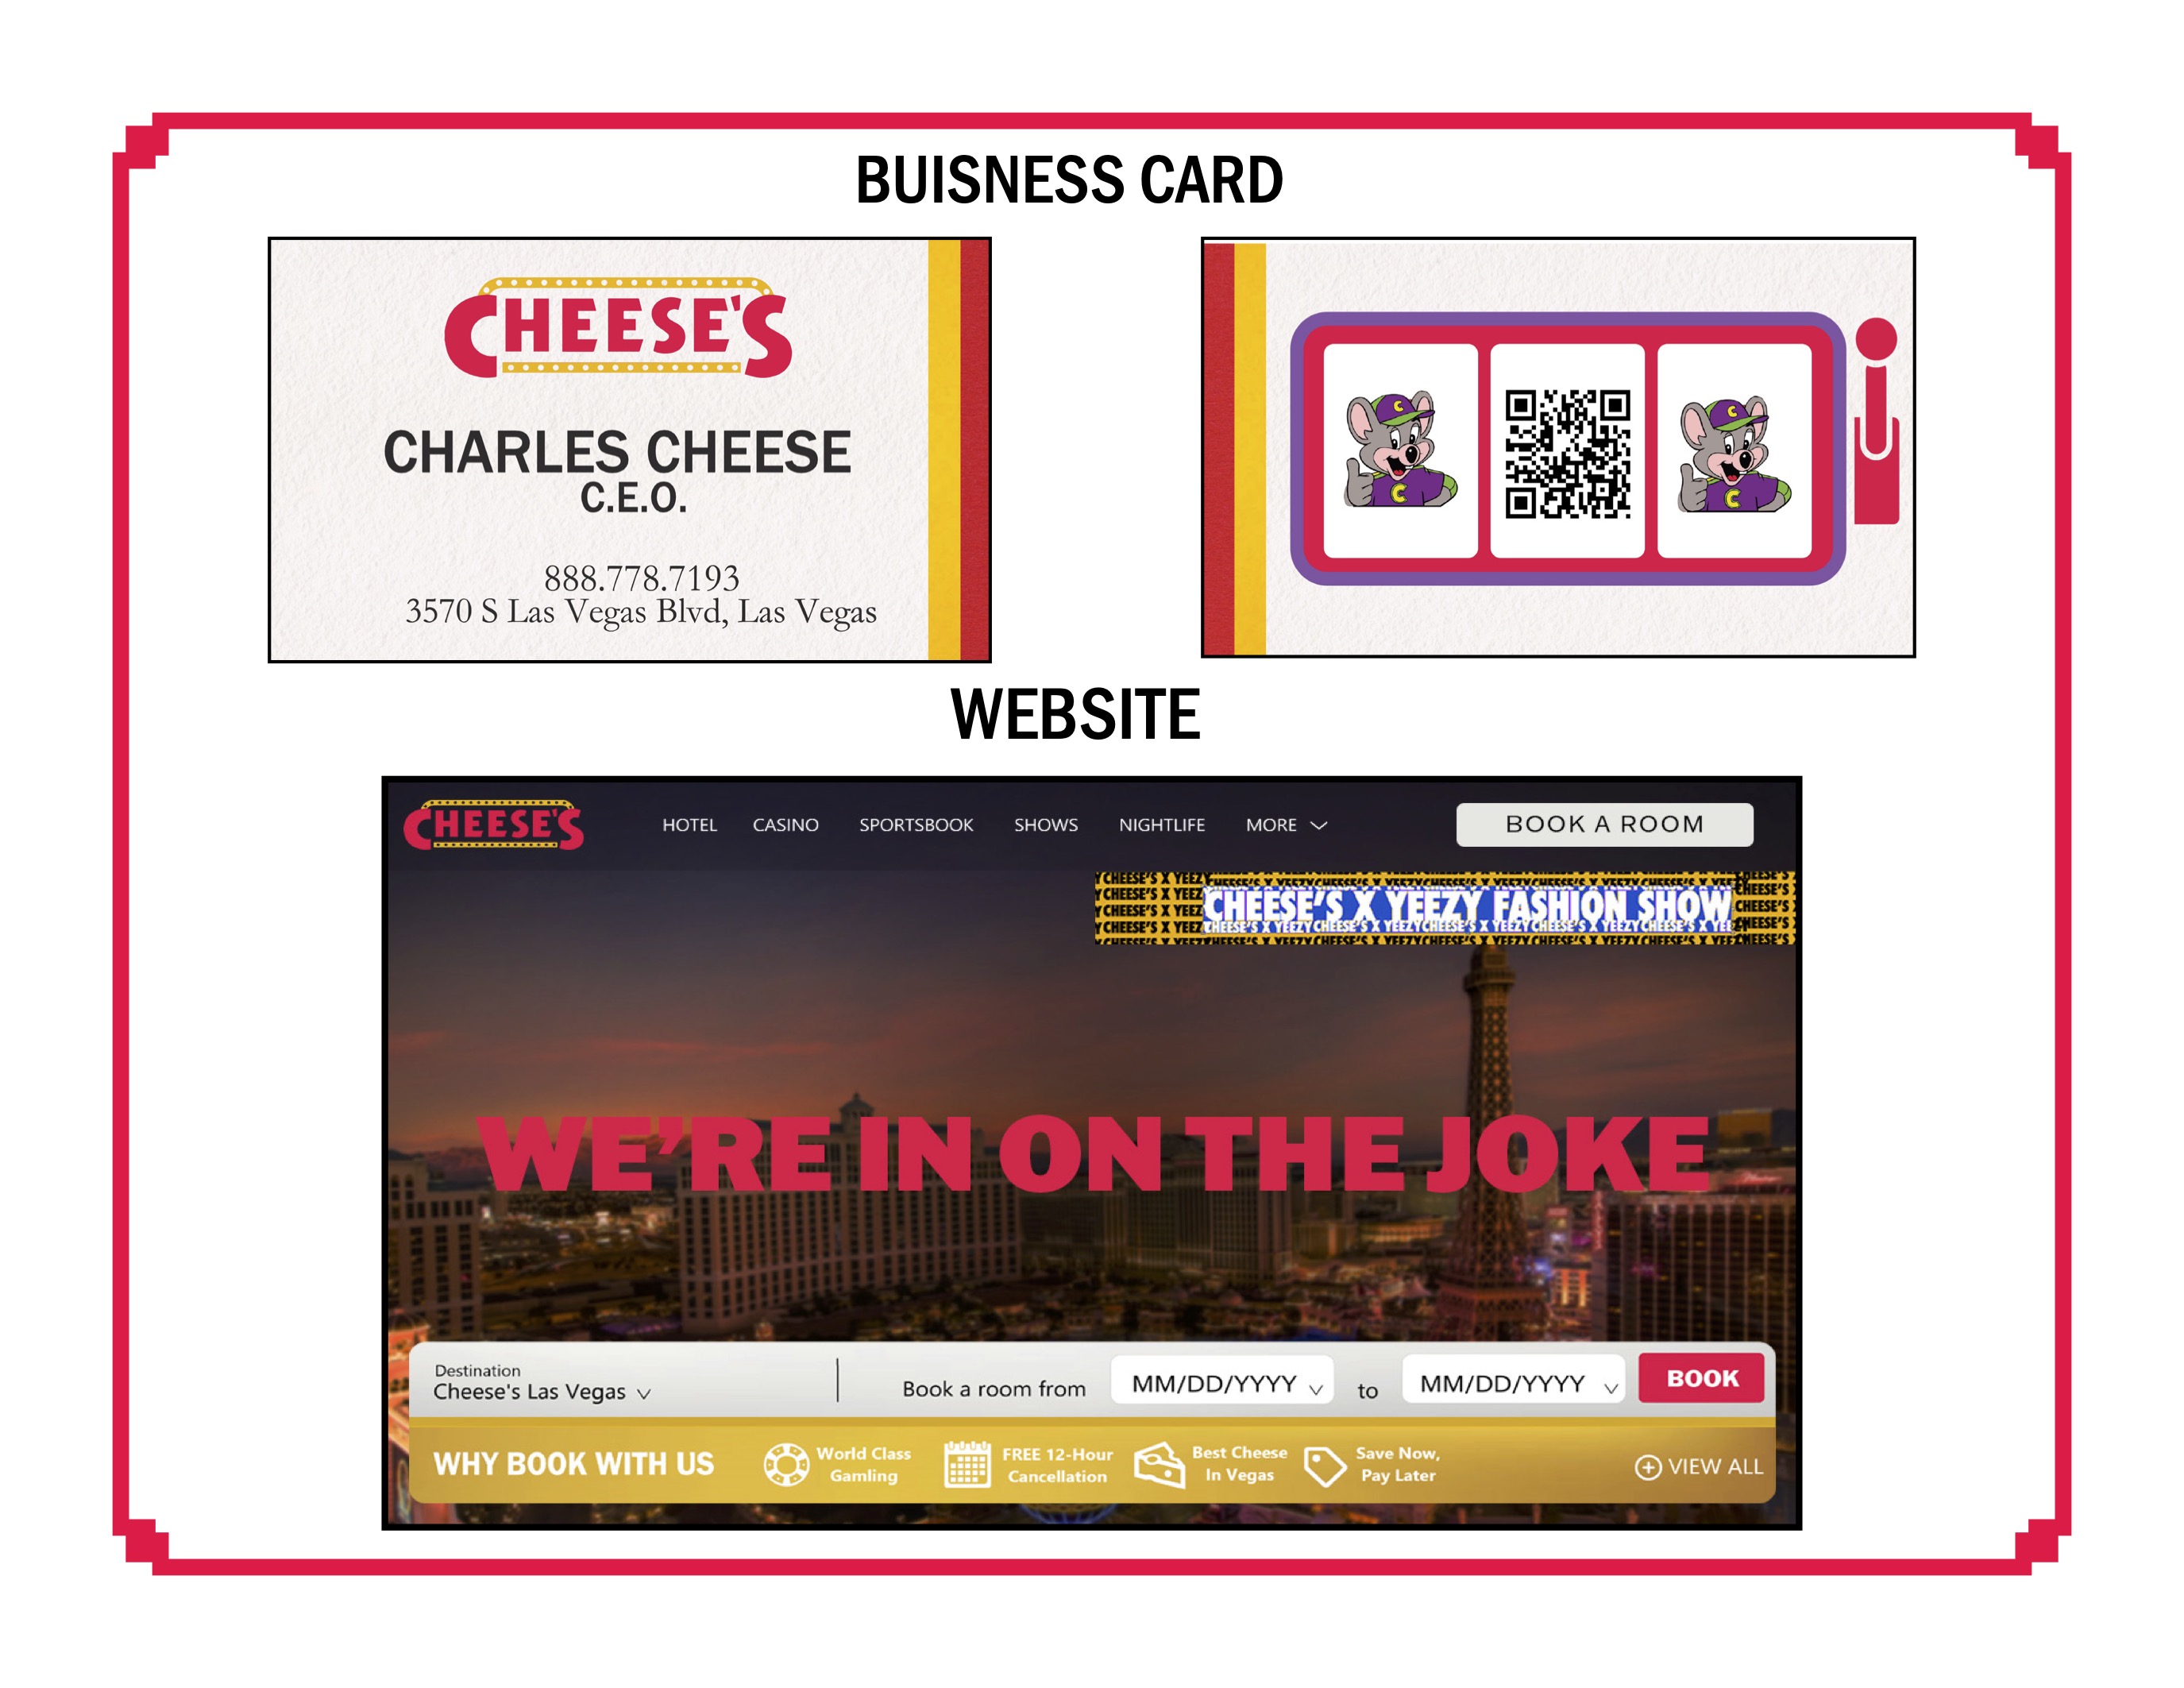 BUISNESS CARD
CHEESE'S
CHARLES CHEESE
C.E.O.
888.778.7193
3570 S Las Vegas Blvd, Las Vegas
C
C
C
C
WEBSITE
CHEESE'S
HOTEL CASINO SPORTSBOOK SHOWS NIGHTLIFE MORE
BOOK A ROOM
CHEESE'S X YEEZY FASHION SHOW
WE'RE IN ON THE JOKE
Destination
Cheese's Las Vegas
Book a room from MM/DD/YYYY to MM/DD/YYYY BOOK
WHY BOOK WITH US
World Class
Gamling
FREE 12-Hour
Cancellation
Best Cheese
In Vegas
Save Now,
Pay Later
VIEW ALL